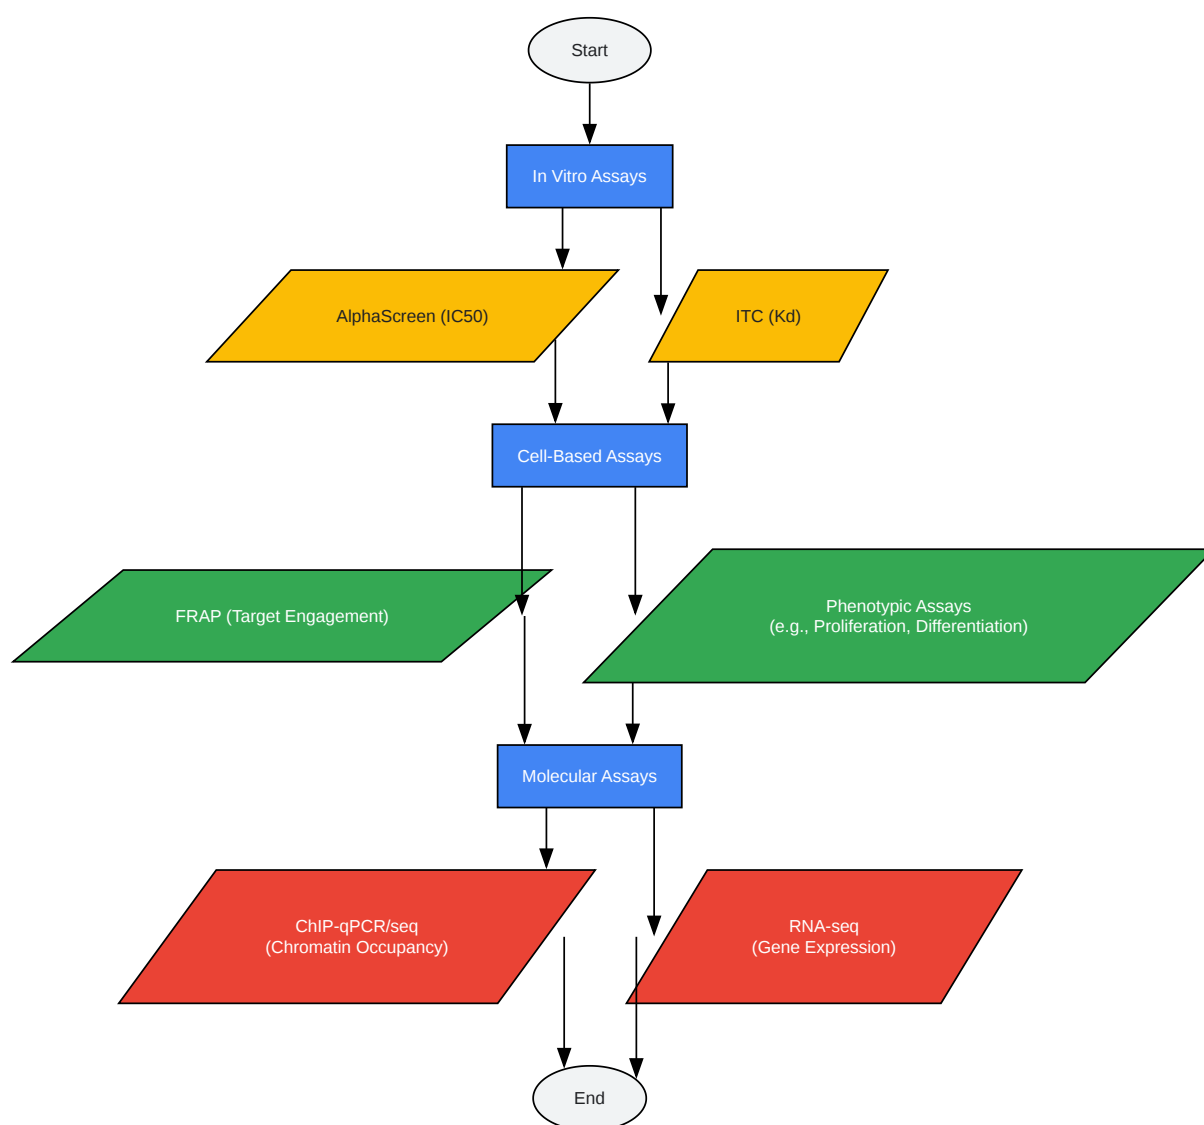 Start
In Vitro Assays
AlphaScreen (IC50)
ITC (Kd)
Cell-Based Assays
FRAP (Target Engagement)
Phenotypic Assays
(e.g., Proliferation, Differentiation)
Molecular Assays
ChIP-qPCR/seq
(Chromatin Occupancy)
RNA-seq
(Gene Expression)
End